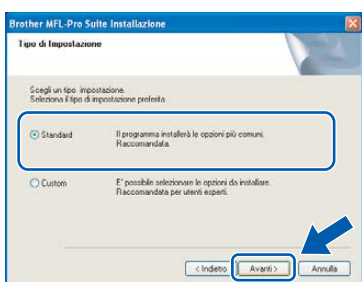 Brother MFL-Pro Suite Installazione
Tipo di Impostazione
Scegli un tipo impostazione.
Seleziona il tipo di impostazione preferita
Standard
Il programma installerà le opzioni più comuni.
Raccomandata.
Custom
E' possibile selezionare le opzioni da installare.
Raccomandata per utenti esperti.
< Indietro Avanti > Annulla